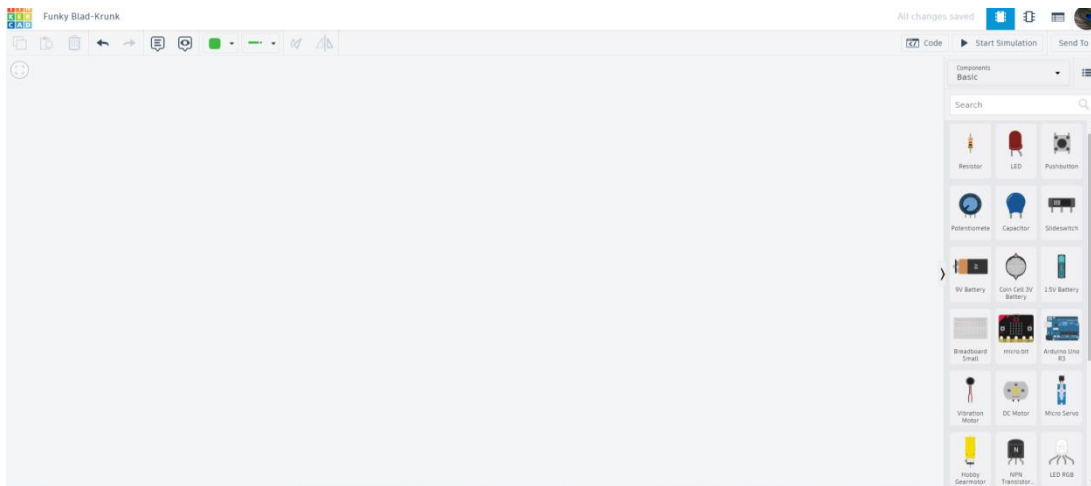 KER
CAD
Funky Blad-Krunk
All changes saved
Code
Start Simulation
Send To
Components
Basic
Search
Resistor
LED
Pushbutton
Potentiomete
Capacitor
Slideswitch
9V Battery
Coin Cell 3V
Battery
1.5V Battery
Breadboard
Small
micro:bit
Arduino Uno
R3
Vibration
Motor
DC Motor
Micro Servo
Hobby
Gearmotor
N
NPN
Transistor...
LED RGB